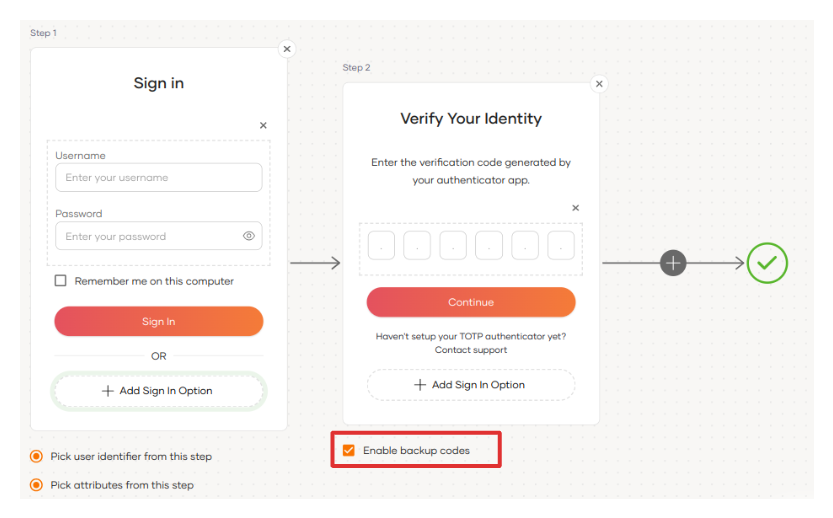 Step 1
Sign in
Username
Enter your username
Password
Enter your password
Remember me on this computer
Sign In
OR
Add Sign In Option
Pick user identifier from this step
Pick attributes from this step
Step 2
Verify Your Identity
Enter the verification code generated by
your authenticator app.
Continue
Haven't setup your TOTP authenticator yet?
Contact support
Add Sign In Option
Enable backup codes